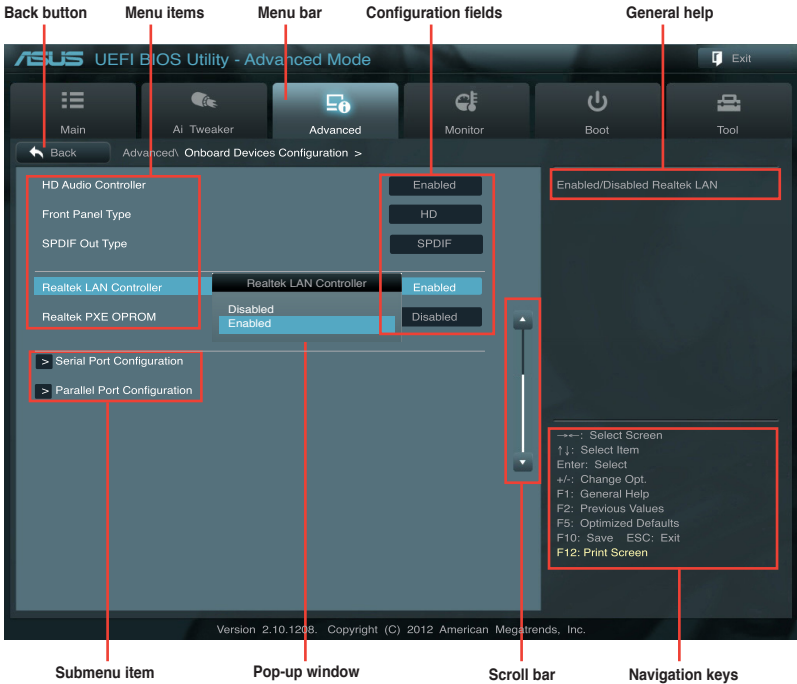 Back button Menu items Menu bar Configuration fields General help
ASUS UEFI BIOS Utility - Advanced Mode Exit
Main Ai Tweaker Advanced Monitor Boot Tool
Back Advanced\ Onboard Devices Configuration >
HD Audio Controller Enabled Enabled/Disabled Realtek LAN
Front Panel Type HD
SPDIF Out Type SPDIF
Realtek LAN Controller Realtek LAN Controller Enabled
Disabled
Realtek PXE OPROM Enabled Disabled
> Serial Port Configuration
> Parallel Port Configuration
→←: Select Screen
↑↓: Select Item
Enter: Select
+/-: Change Opt.
F1: General Help
F2: Previous Values
F5: Optimized Defaults
F10: Save ESC: Exit
F12: Print Screen
Version 2.10.1208. Copyright (C) 2012 American Megatrends, Inc.
Submenu item Pop-up window Scroll bar Navigation keys